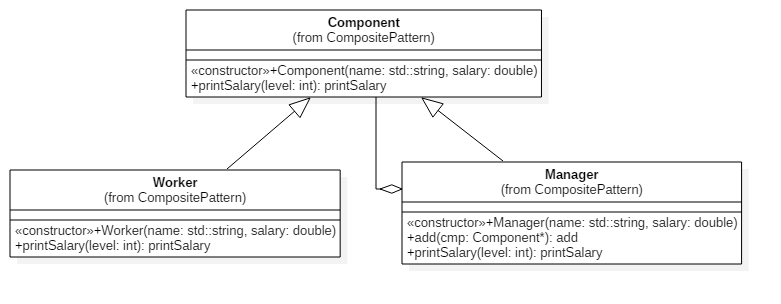 Component
(from CompositePattern)
«constructor»+Component(name: std::string, salary: double)
+printSalary(level: int): printSalary
Worker
(from CompositePattern)
«constructor»+Worker(name: std::string, salary: double)
+printSalary(level: int): printSalary
Manager
(from CompositePattern)
«constructor»+Manager(name: std::string, salary: double)
+add(cmp: Component*): add
+printSalary(level: int): printSalary